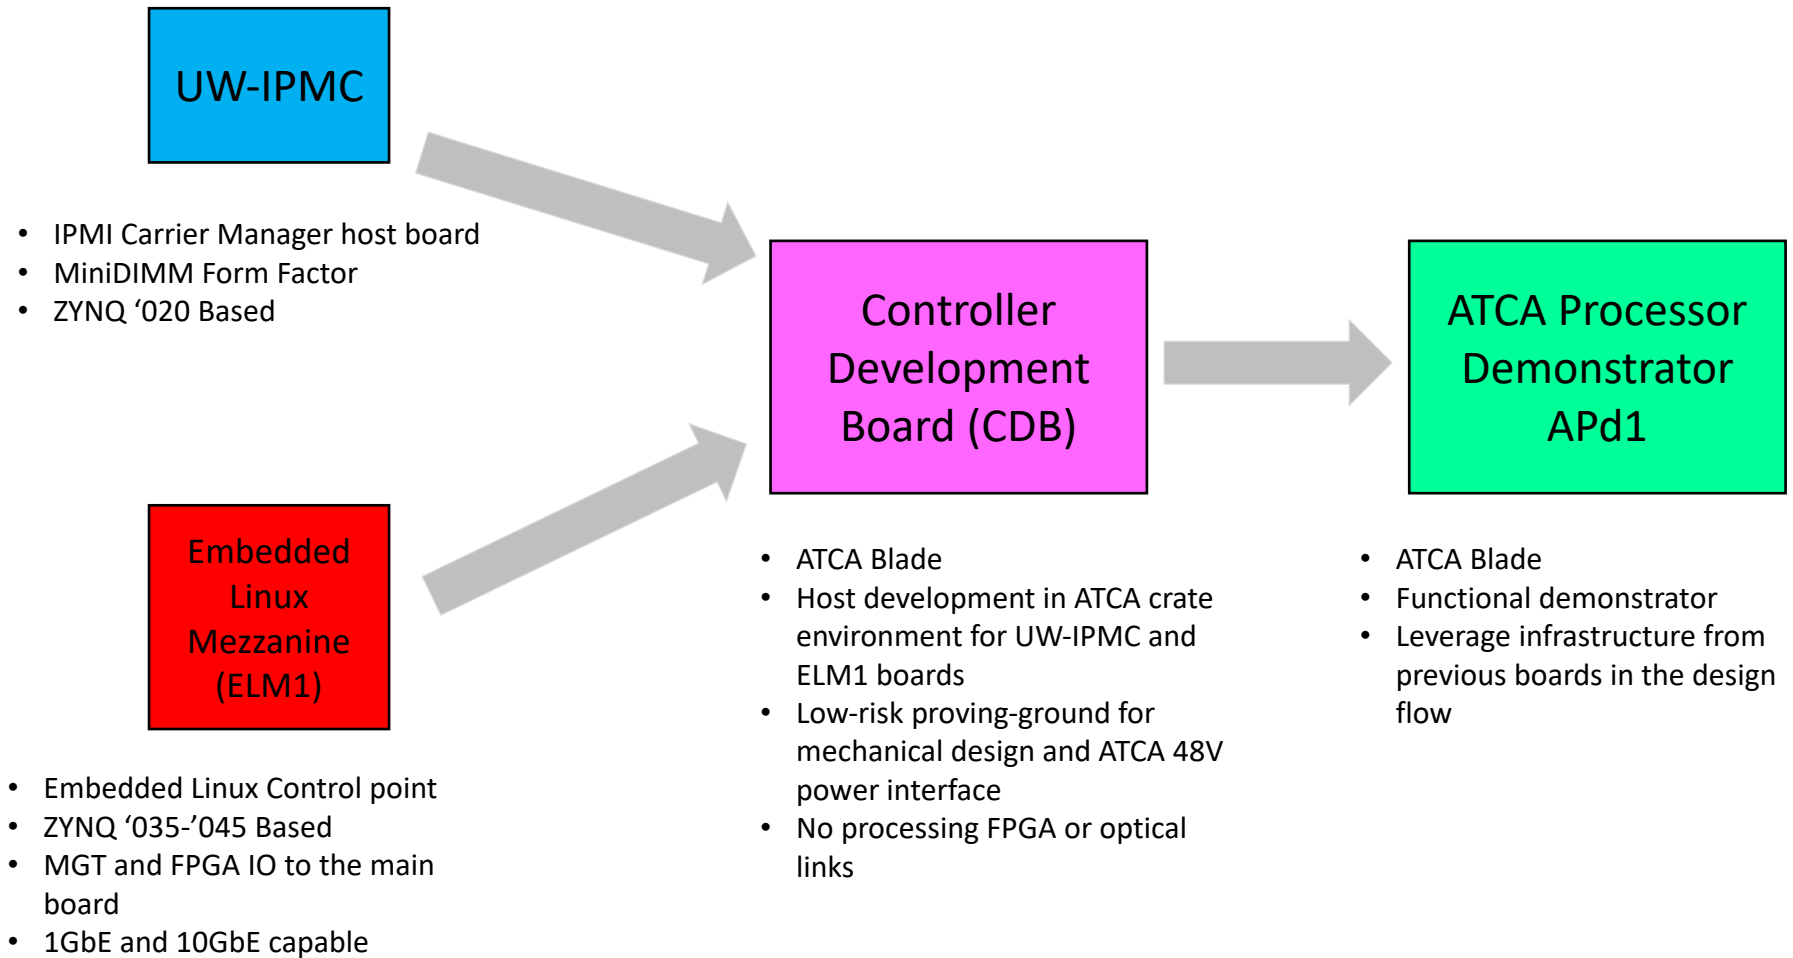 UW-IPMC
• IPMI Carrier Manager host board
• MiniDIMM Form Factor
• ZYNQ ‘020 Based
Embedded
Linux
Mezzanine
(ELM1)
• Embedded Linux Control point
• ZYNQ ‘035-’045 Based
• MGT and FPGA IO to the main
board
• 1GbE and 10GbE capable
Controller
Development
Board (CDB)
• ATCA Blade
• Host development in ATCA crate
environment for UW-IPMC and
ELM1 boards
• Low-risk proving-ground for
mechanical design and ATCA 48V
power interface
• No processing FPGA or optical
links
ATCA Processor
Demonstrator
APd1
• ATCA Blade
• Functional demonstrator
• Leverage infrastructure from
previous boards in the design
flow